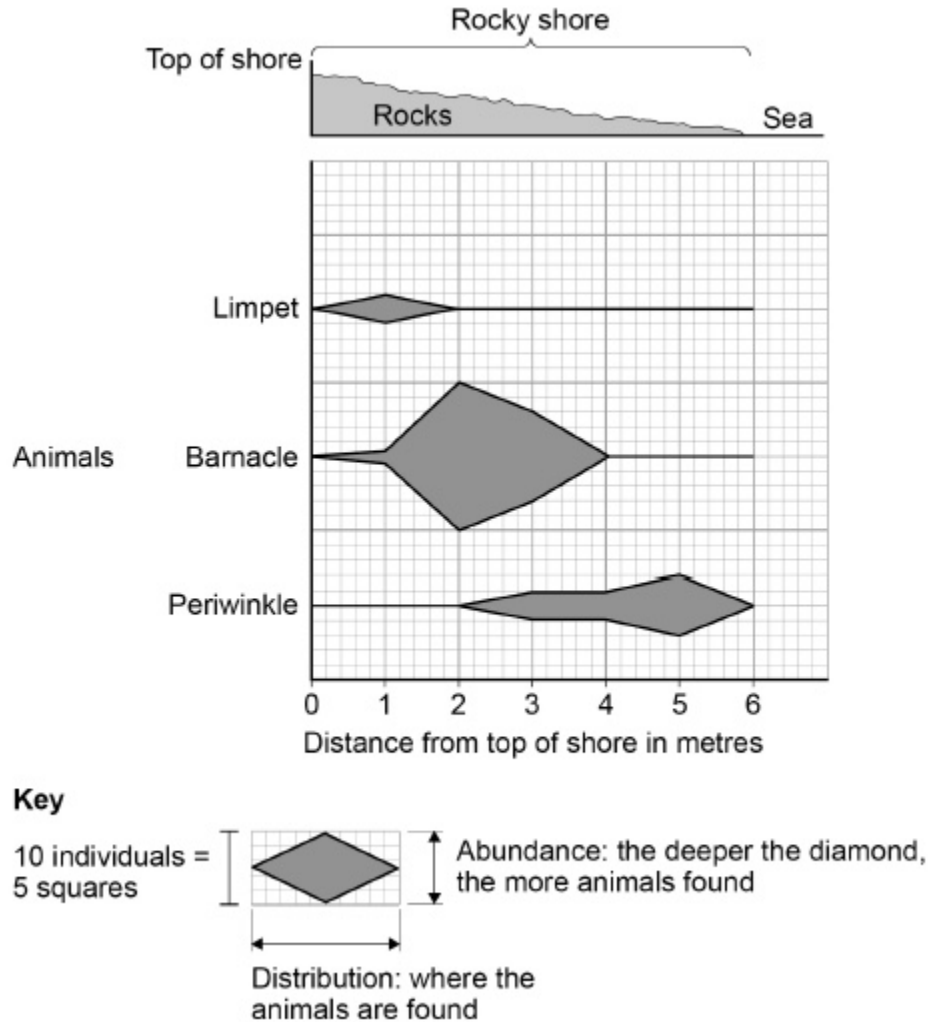 Rocky shore
Top of shore
Rocks
Sea
Limpet
Animals
Barnacle
Periwinkle
0 1 2 3 4 5 6
Distance from top of shore in metres
Key
10 individuals =
5 squares
Abundance: the deeper the diamond,
the more animals found
Distribution: where the
animals are found